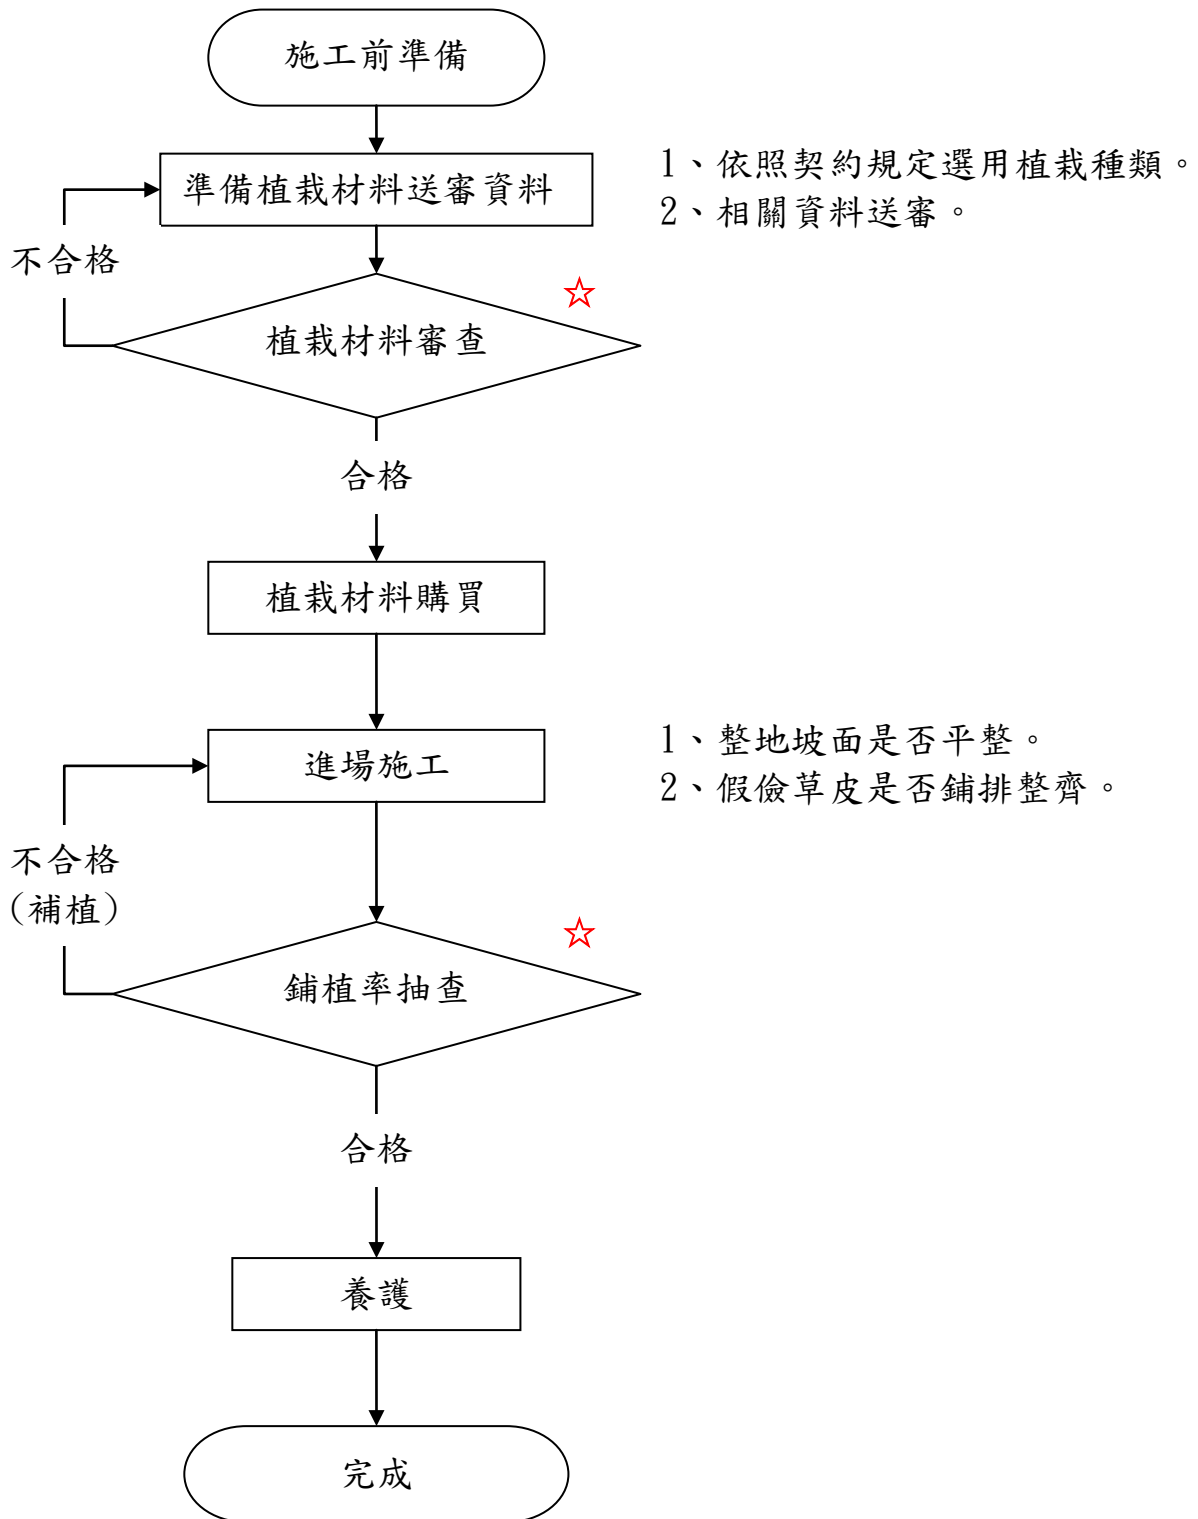 施工前準備
準備植栽材料送審資料
1、依照契約規定選用植栽種類。
2、相關資料送審。
不合格
植栽材料審查
合格
植栽材料購買
進場施工
1、整地坡面是否平整。
2、假儉草皮是否鋪排整齊。
不合格
(補植)
鋪植率抽查
合格
養護
完成